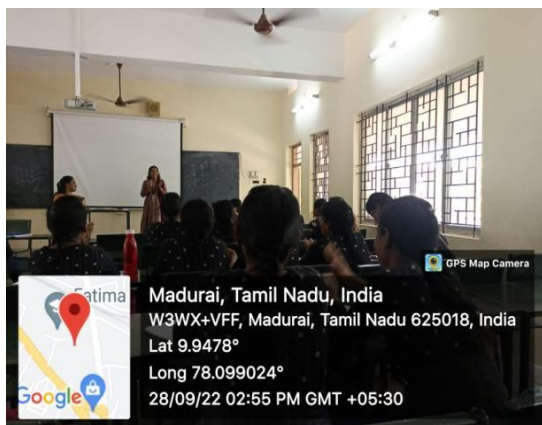 GPS Map Camera
Fatima
Google
Madurai, Tamil Nadu, India
W3WX+VFF, Madurai, Tamil Nadu 625018, India
Lat 9.9478°
Long 78.099024°
28/09/22 02:55 PM GMT +05:30